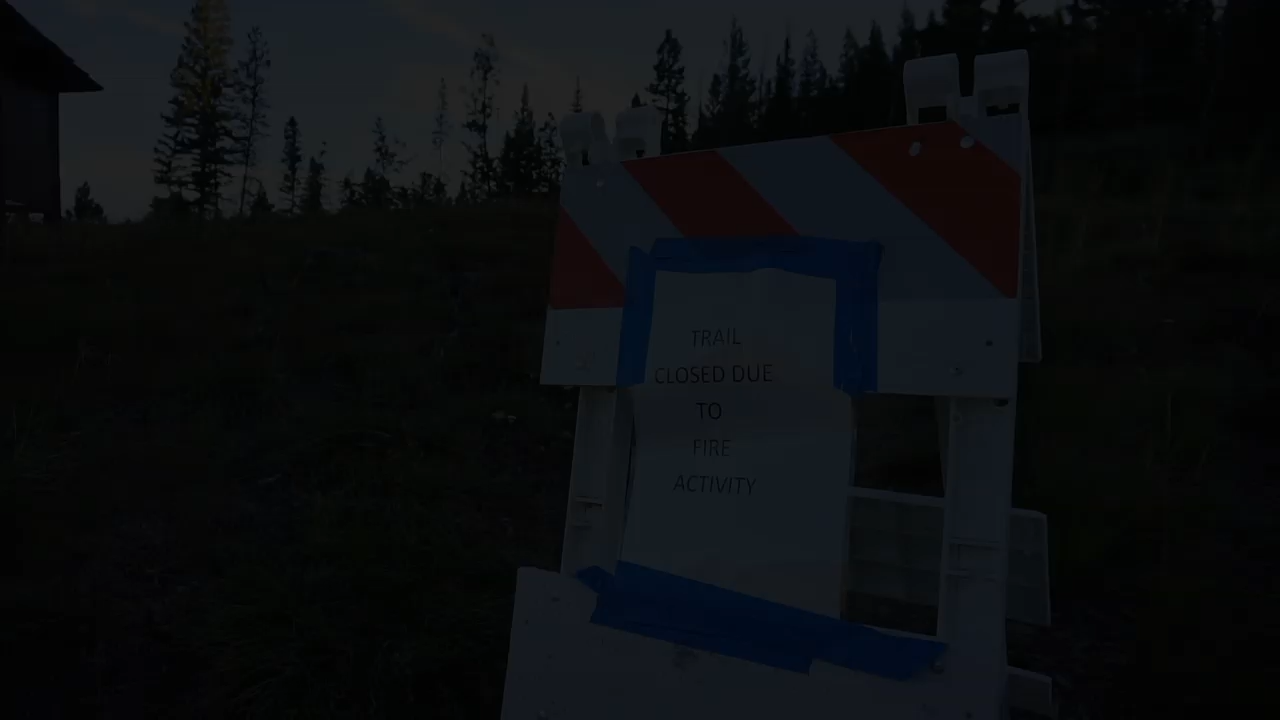 TRAIL
CLOSED DUE
TO
FIRE
ACTIVITY